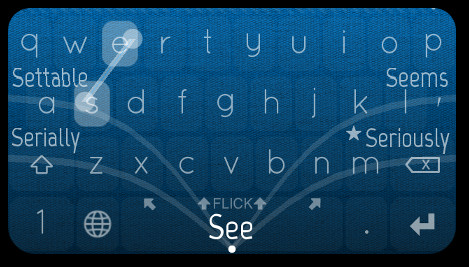 q w e r t y u i o p
Settable Seems
a s d f g h j k l '
Serially ★Seriously
z x c v b n m x
FLICK
1 See .